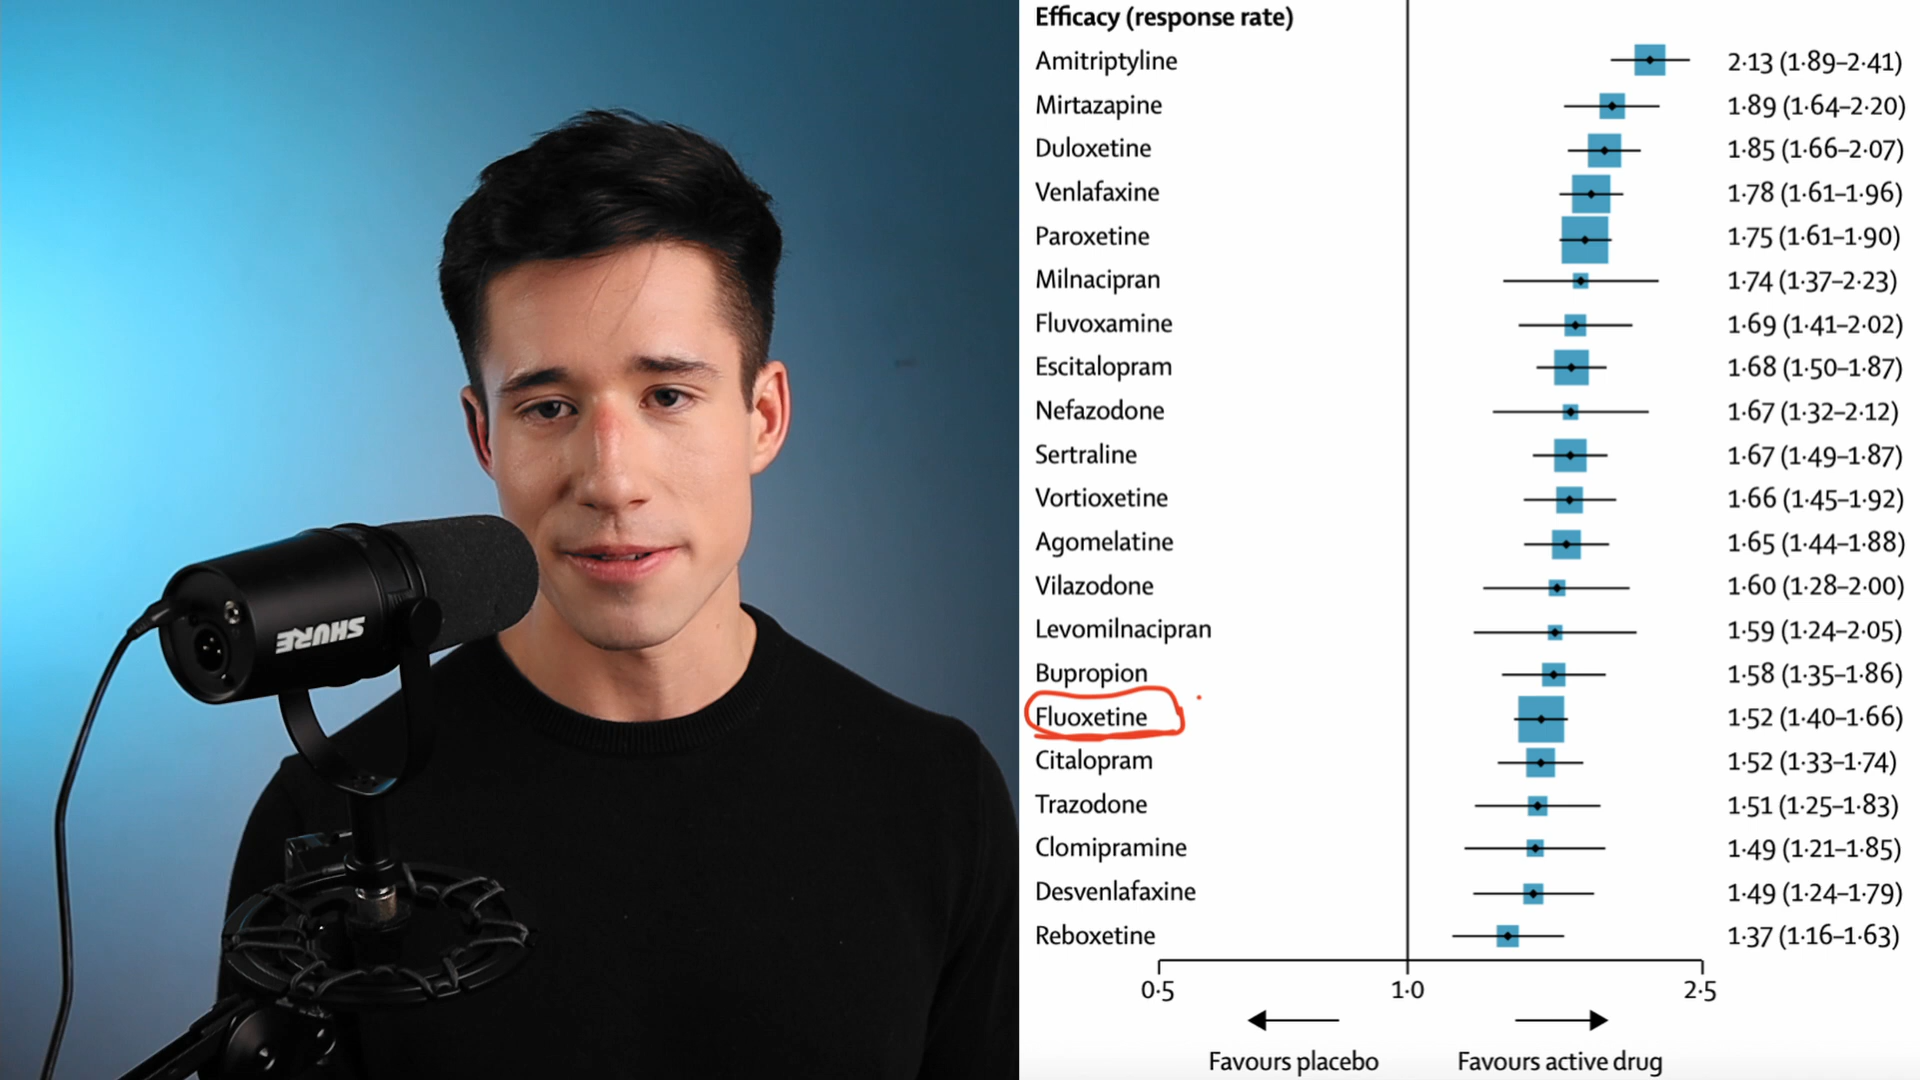 Efficacy (response rate)
Amitriptyline 2·13 (1·89–2·41)
Mirtazapine 1·89 (1·64–2·20)
Duloxetine 1·85 (1·66–2·07)
Venlafaxine 1·78 (1·61–1·96)
Paroxetine 1·75 (1·61–1·90)
Milnacipran 1·74 (1·37–2·23)
Fluvoxamine 1·69 (1·41–2·02)
Escitalopram 1·68 (1·50–1·87)
Nefazodone 1·67 (1·32–2·12)
Sertraline 1·67 (1·49–1·87)
Vortioxetine 1·66 (1·45–1·92)
Agomelatine 1·65 (1·44–1·88)
Vilazodone 1·60 (1·28–2·00)
Levomilnacipran 1·59 (1·24–2·05)
Bupropion 1·58 (1·35–1·86)
Fluoxetine 1·52 (1·40–1·66)
Citalopram 1·52 (1·33–1·74)
Trazodone 1·51 (1·25–1·83)
Clomipramine 1·49 (1·21–1·85)
Desvenlafaxine 1·49 (1·24–1·79)
Reboxetine 1·37 (1·16–1·63)
0·5 1·0 2·5
Favours placebo Favours active drug
SHURE